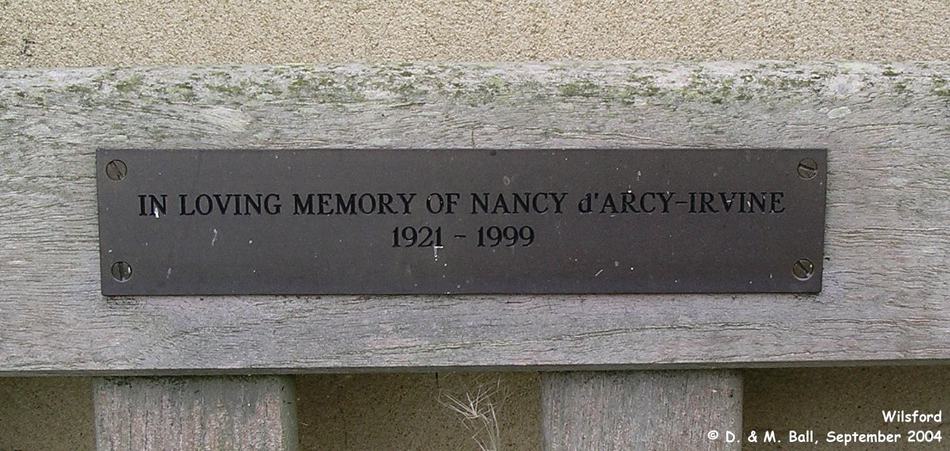 IN LOVING MEMORY OF NANCY d'ARCY-IRVINE
1921 - 1999
Wilsford
© D. & M. Ball, September 2004